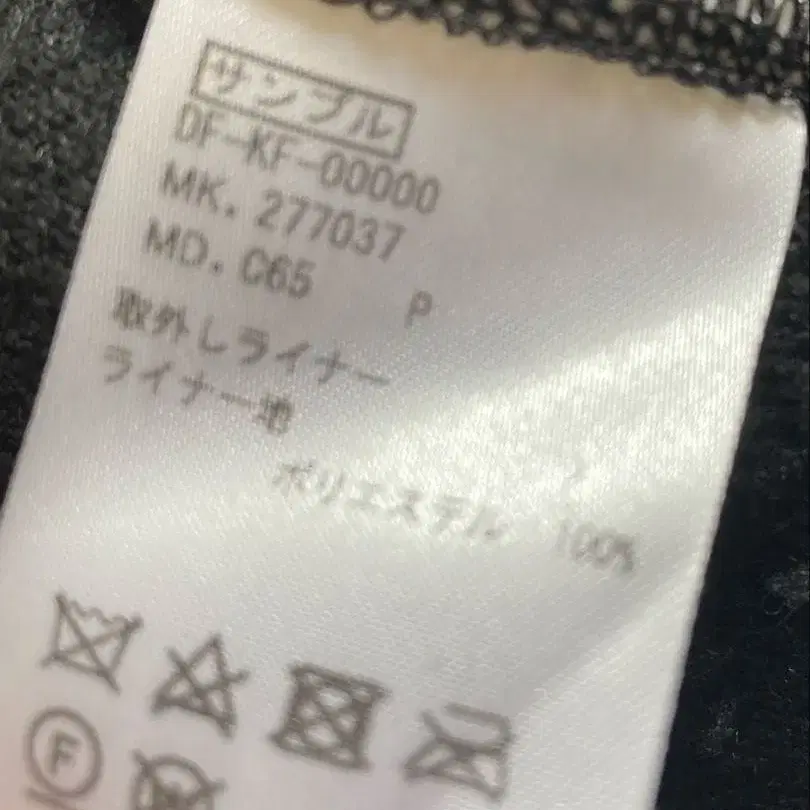 サンプル
DF-KF-00000
MK. 277037
MD. C65 P
取外しライナー
ライナー地
ポリエステル 100%
F